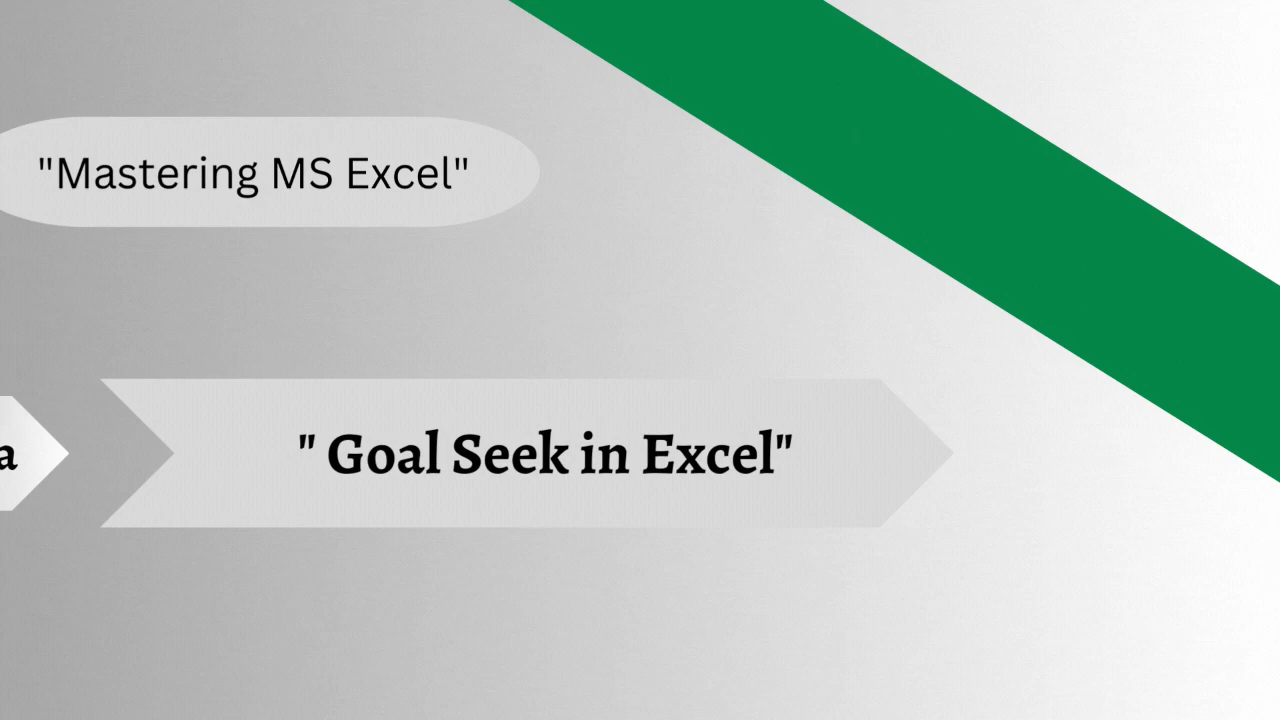 "Mastering MS Excel"
a
" Goal Seek in Excel"